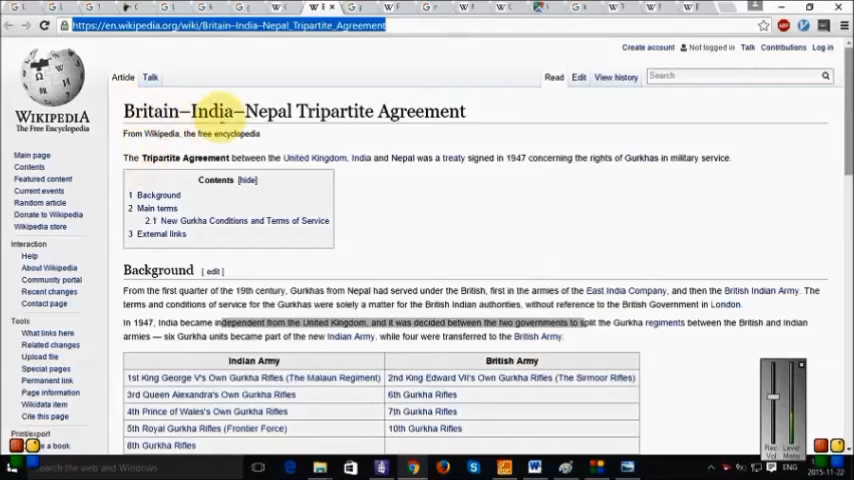 https://en.wikipedia.org/wiki/Britain–India–Nepal_Tripartite_Agreement
Create account Not logged in Talk Contributions Log in
Article Talk Read Edit View history Search
WIKIPEDIA
The Free Encyclopedia
Britain–India–Nepal Tripartite Agreement
From Wikipedia, the free encyclopedia
Main page
Contents
Featured content
Current events
Random article
Donate to Wikipedia
Wikipedia store
Interaction
Help
About Wikipedia
Community portal
Recent changes
Contact page
Tools
What links here
Related changes
Upload file
Special pages
Permanent link
Page information
Wikidata item
Cite this page
Print/export
a book
The Tripartite Agreement between the United Kingdom, India and Nepal was a treaty signed in 1947 concerning the rights of Gurkhas in military service.
Contents [hide]
1 Background
2 Main terms
2.1 New Gurkha Conditions and Terms of Service
3 External links
Background [ edit ]
From the first quarter of the 19th century, Gurkhas from Nepal had served under the British, first in the armies of the East India Company, and then the British Indian Army. The
terms and conditions of service for the Gurkhas were solely a matter for the British Indian authorities, without reference to the British Government in London.
In 1947, India became independent from the United Kingdom, and it was decided between the two governments to split the Gurkha regiments between the British and Indian
armies — six Gurkha units became part of the new Indian Army, while four were transferred to the British Army.
Indian Army British Army
1st King George V's Own Gurkha Rifles (The Malaun Regiment) 2nd King Edward VII's Own Gurkha Rifles (The Sirmoor Rifles)
3rd Queen Alexandra's Own Gurkha Rifles 6th Gurkha Rifles
4th Prince of Wales's Own Gurkha Rifles 7th Gurkha Rifles
5th Royal Gurkha Rifles (Frontier Force) 10th Gurkha Rifles
8th Gurkha Rifles
Rec Level
Vol Meter
Search the web and Windows
ENG
2015-11-22